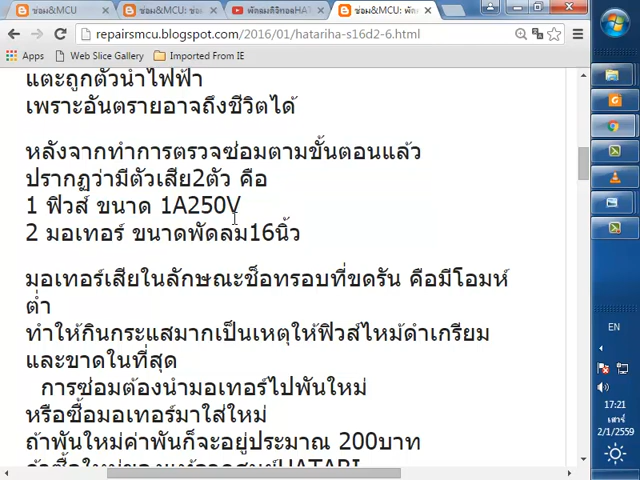 ซ่อม&MCU
ซ่อม&MCU: ซ่อ
พัดลมดิจิทอลHAT
ซ่อม&MCU: พัด
repairsmcu.blogspot.com/2016/01/hatariha-s16d2-6.html
Apps
Web Slice Gallery
Imported From IE
แตะถูกตัวนำไฟฟ้า
เพราะอันตรายอาจถึงชีวิตได้
หลังจากทำการตรวจซ่อมตามขั้นตอนแล้ว
ปรากฏว่ามีตัวเสีย2ตัว คือ
1 ฟิวส์ ขนาด 1A250V
2 มอเทอร์ ขนาดพัดลม16นิ้ว
มอเทอร์เสียในลักษณะช็อทรอบที่ขดรัน คือมีโอมห์
ต่ำ
ทำให้กินกระแสมากเป็นเหตุให้ฟิวส์ไหม้ดำเกรียม
และขาดในที่สุด
การซ่อมต้องนำมอเทอร์ไปพันใหม่
หรือซื้อมอเทอร์มาใส่ใหม่
ถ้าพันใหม่ค่าพันก็จะอยู่ประมาณ 200บาท
EN
17:21
เสาร์
2/1/2559